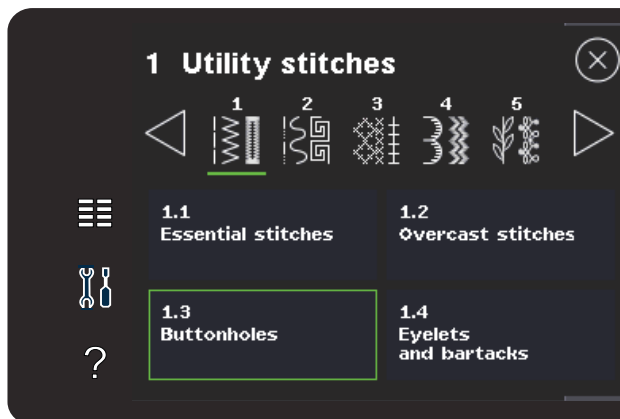 1 Utility stitches
1 2 3 4 5
1.1
Essential stitches
1.2
Overcast stitches
1.3
Buttonholes
1.4
Eyelets
and bartacks
?